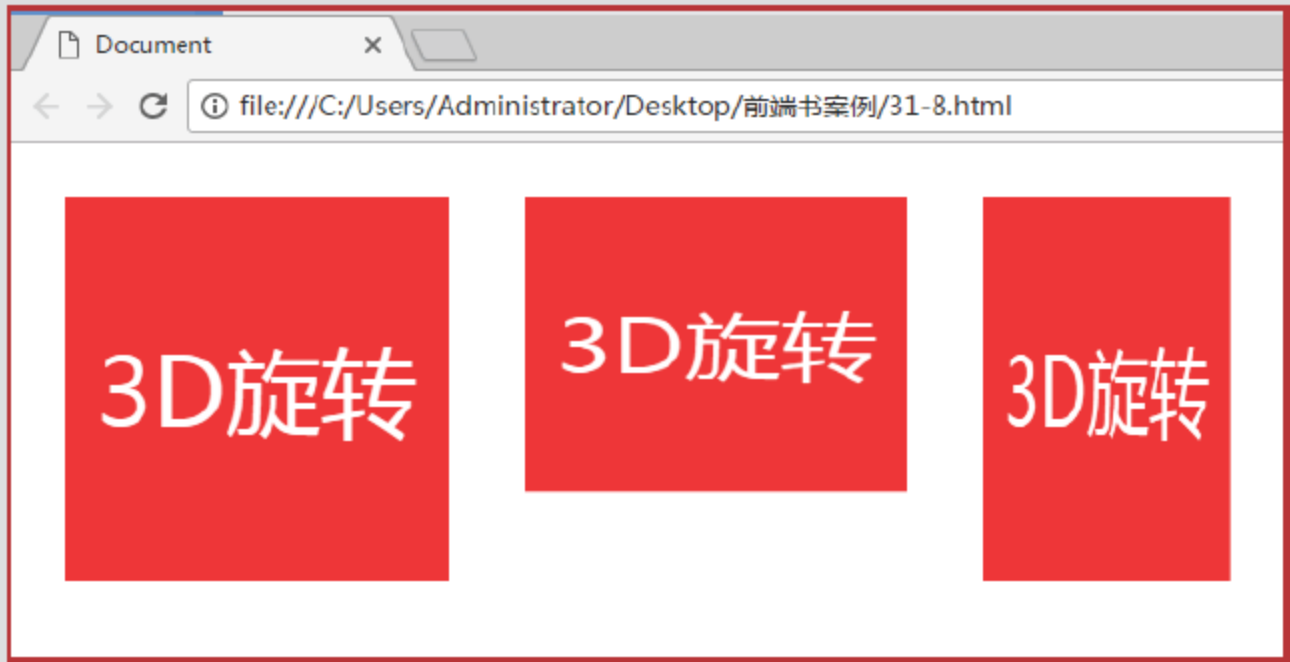 Document
file:///C:/Users/Administrator/Desktop/前端书案例/31-8.html
3D旋转
3D旋转
3D旋转